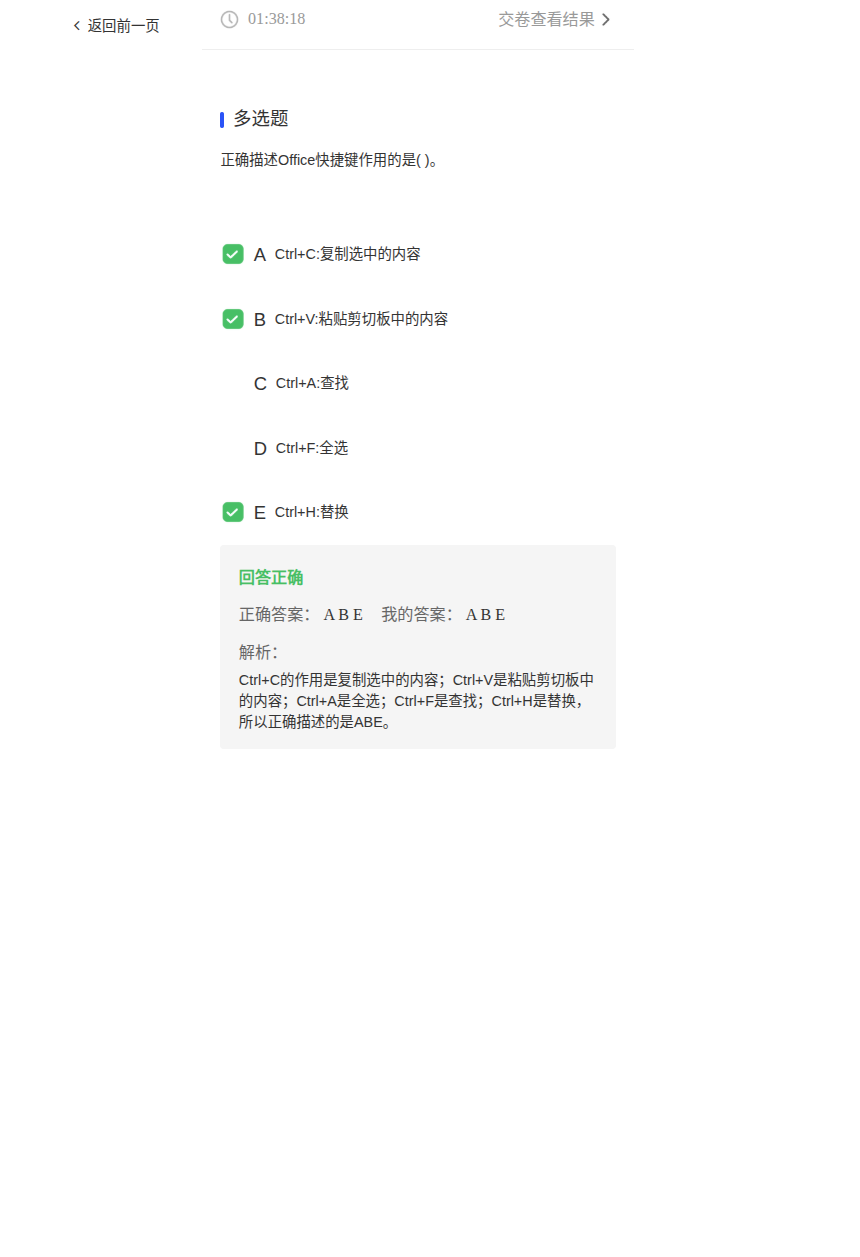 返回前一页
01:38:18
交卷查看结果
多选题
正确描述Office快捷键作用的是( )。
A Ctrl+C:复制选中的内容
B Ctrl+V:粘贴剪切板中的内容
C Ctrl+A:查找
D Ctrl+F:全选
E Ctrl+H:替换
回答正确
正确答案： A B E 我的答案： A B E
解析：
Ctrl+C的作用是复制选中的内容；Ctrl+V是粘贴剪切板中
的内容；Ctrl+A是全选；Ctrl+F是查找；Ctrl+H是替换，
所以正确描述的是ABE。